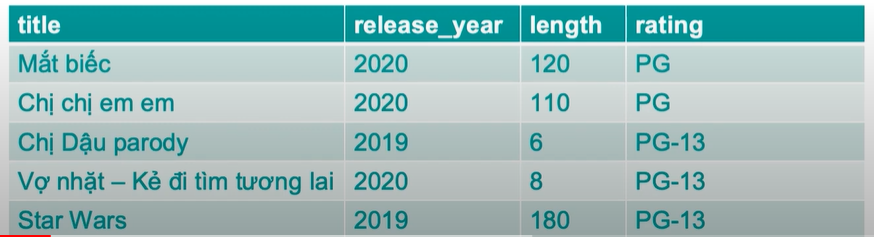 title release_year length rating
Mắt biếc 2020 120 PG
Chị chị em em 2020 110 PG
Chị Dậu parody 2019 6 PG-13
Vợ nhặt – Kẻ đi tìm tương lai 2020 8 PG-13
Star Wars 2019 180 PG-13